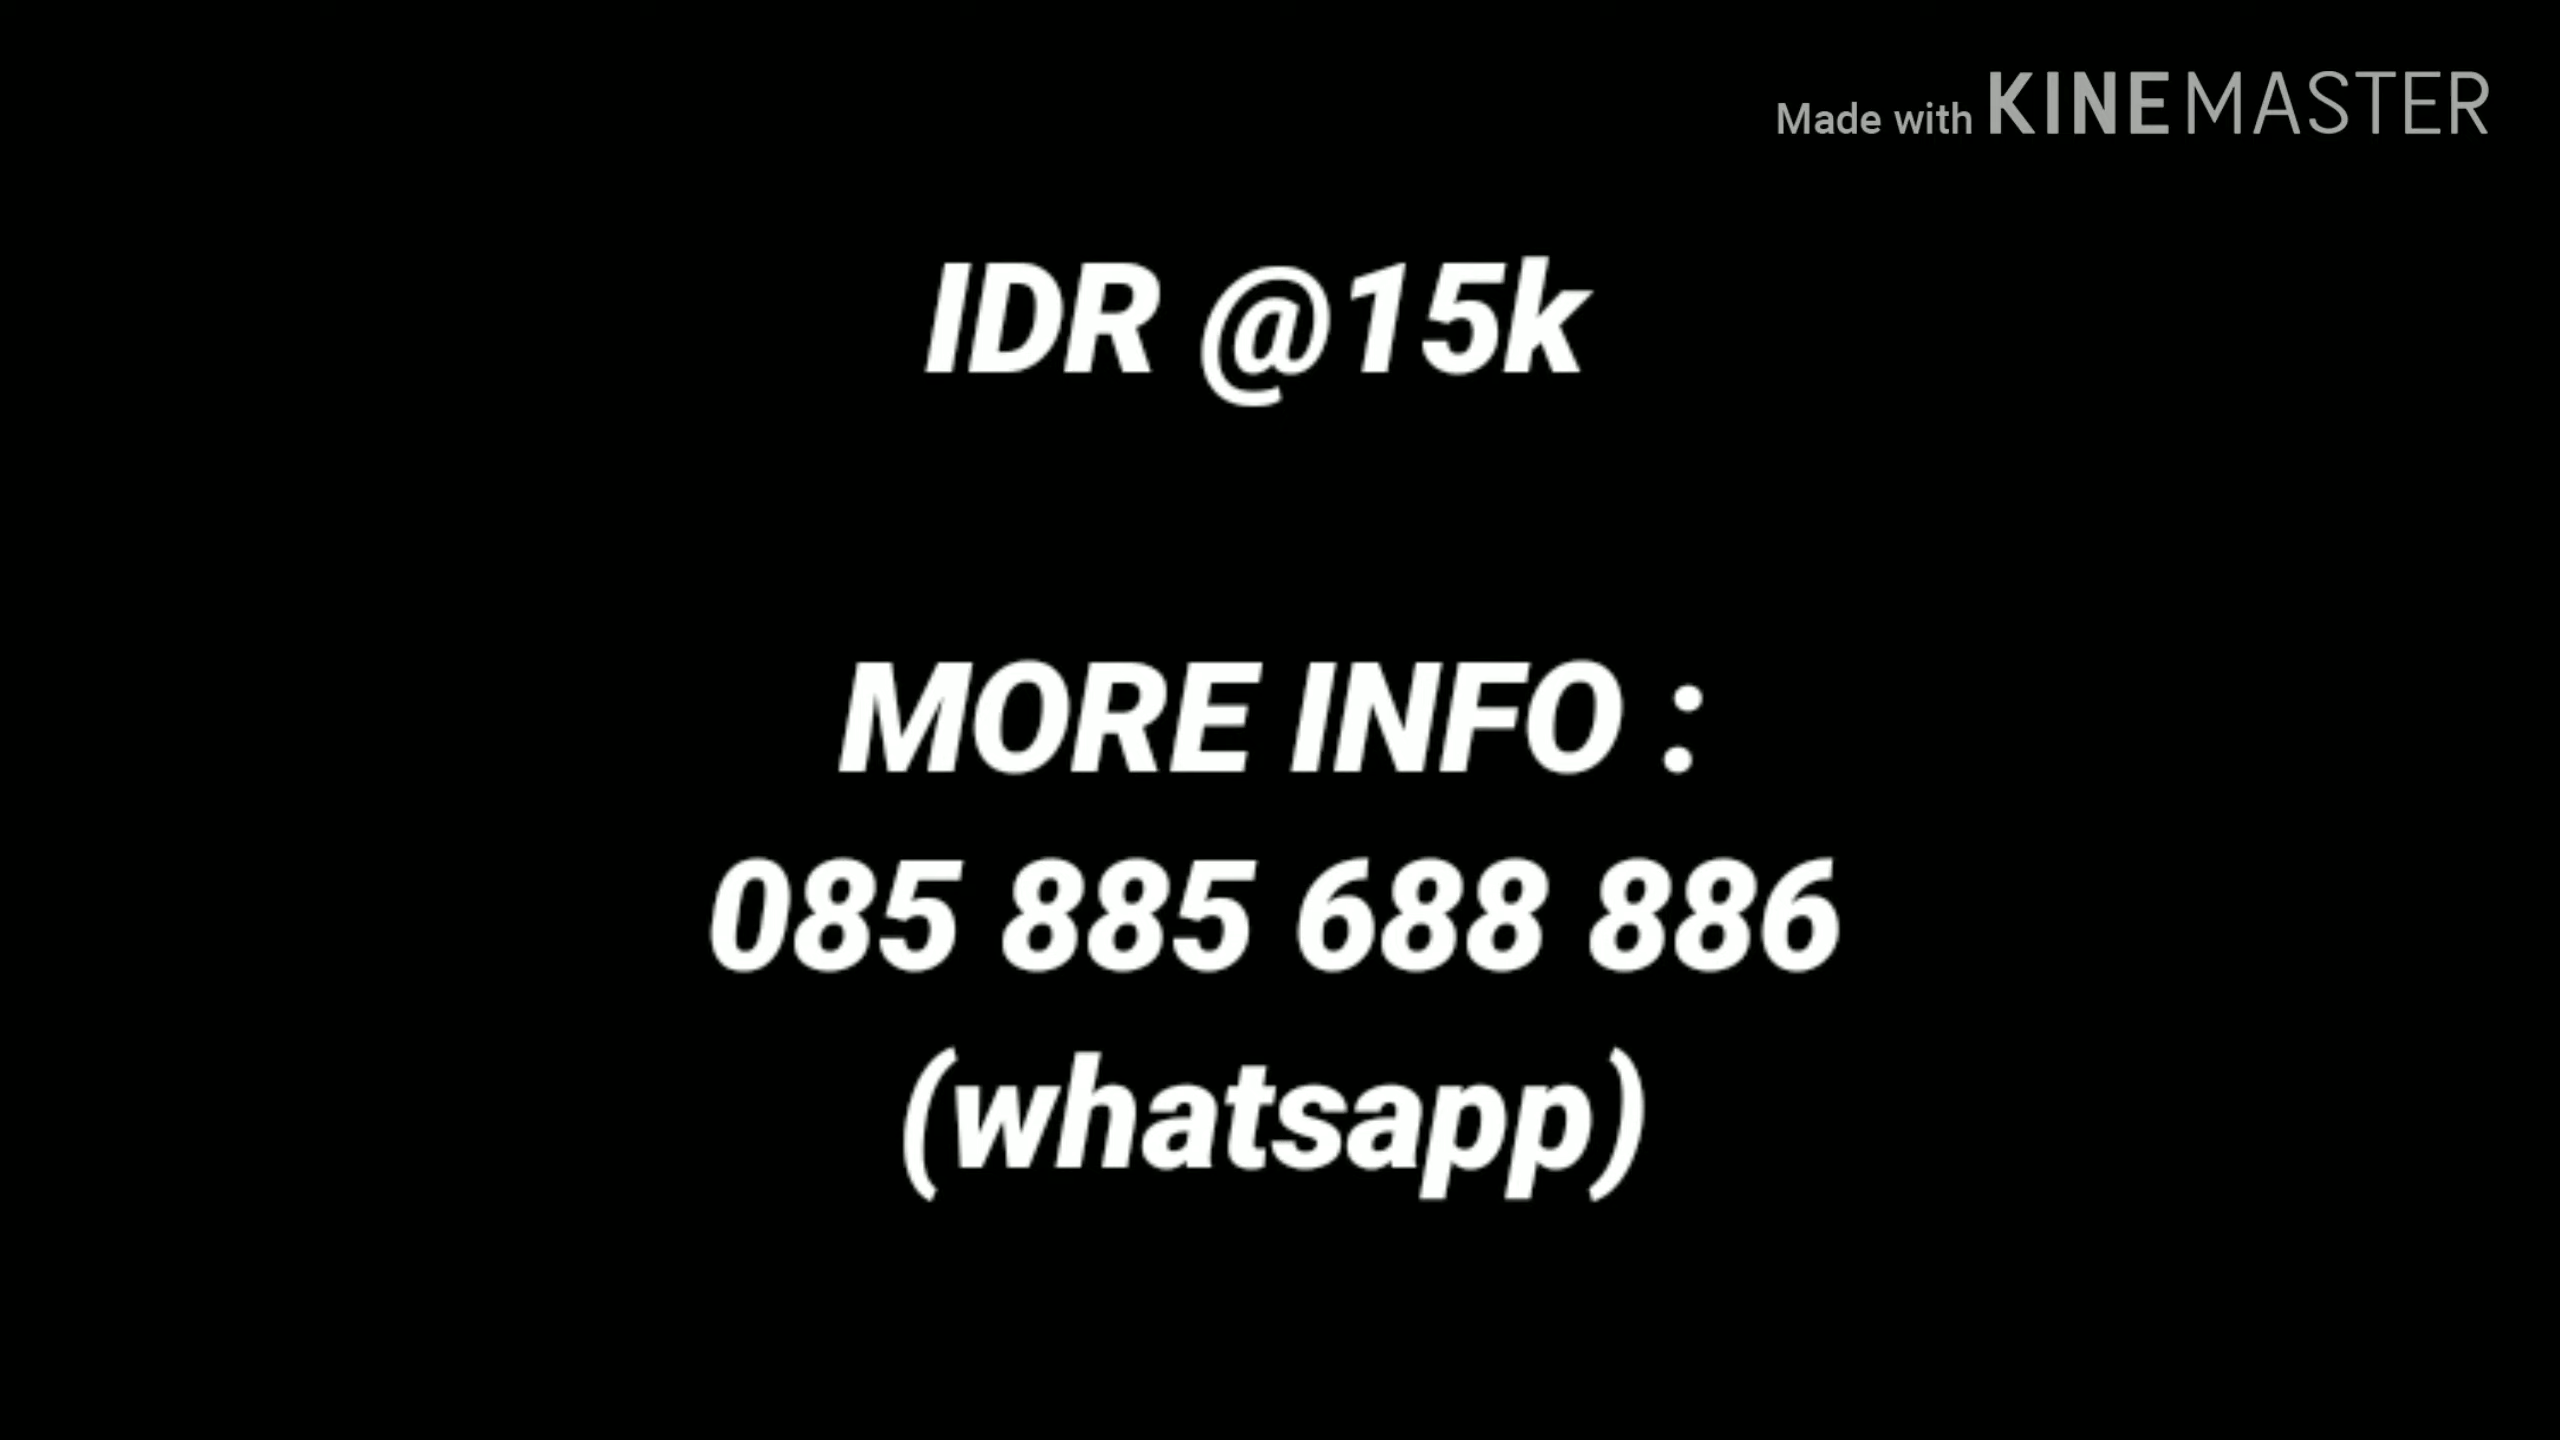 Made with KINEMASTER
IDR @15k
MORE INFO :
085 885 688 886
(whatsapp)